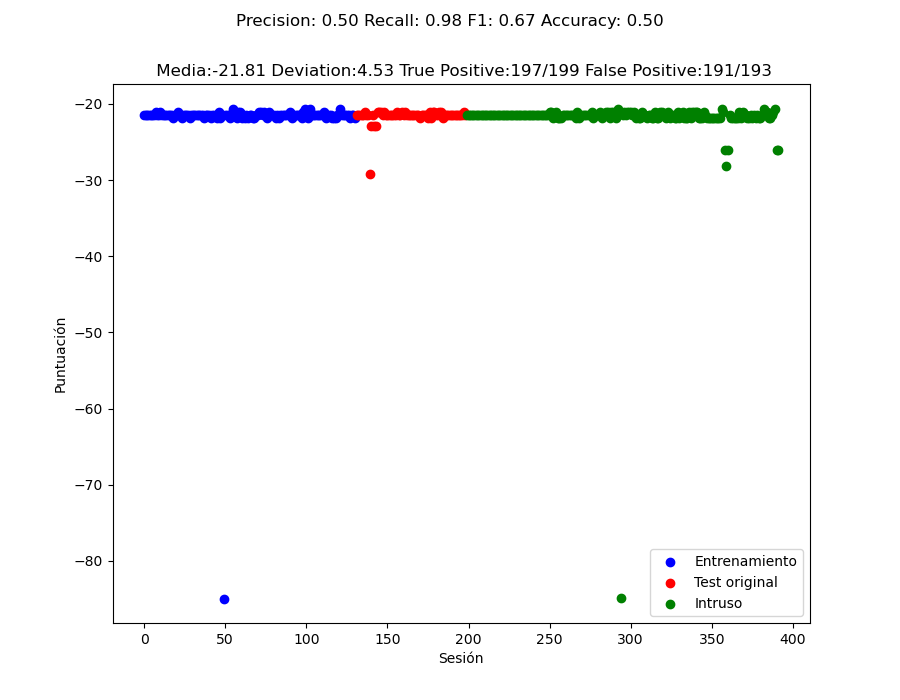 Precision: 0.50 Recall: 0.98 F1: 0.67 Accuracy: 0.50
Media:-21.81 Deviation:4.53 True Positive:197/199 False Positive:191/193
−20
−30
−40
−50
−60
−70
−80
Puntuación
Entrenamiento
Test original
Intruso
0 50 100 150 200 250 300 350 400
Sesión